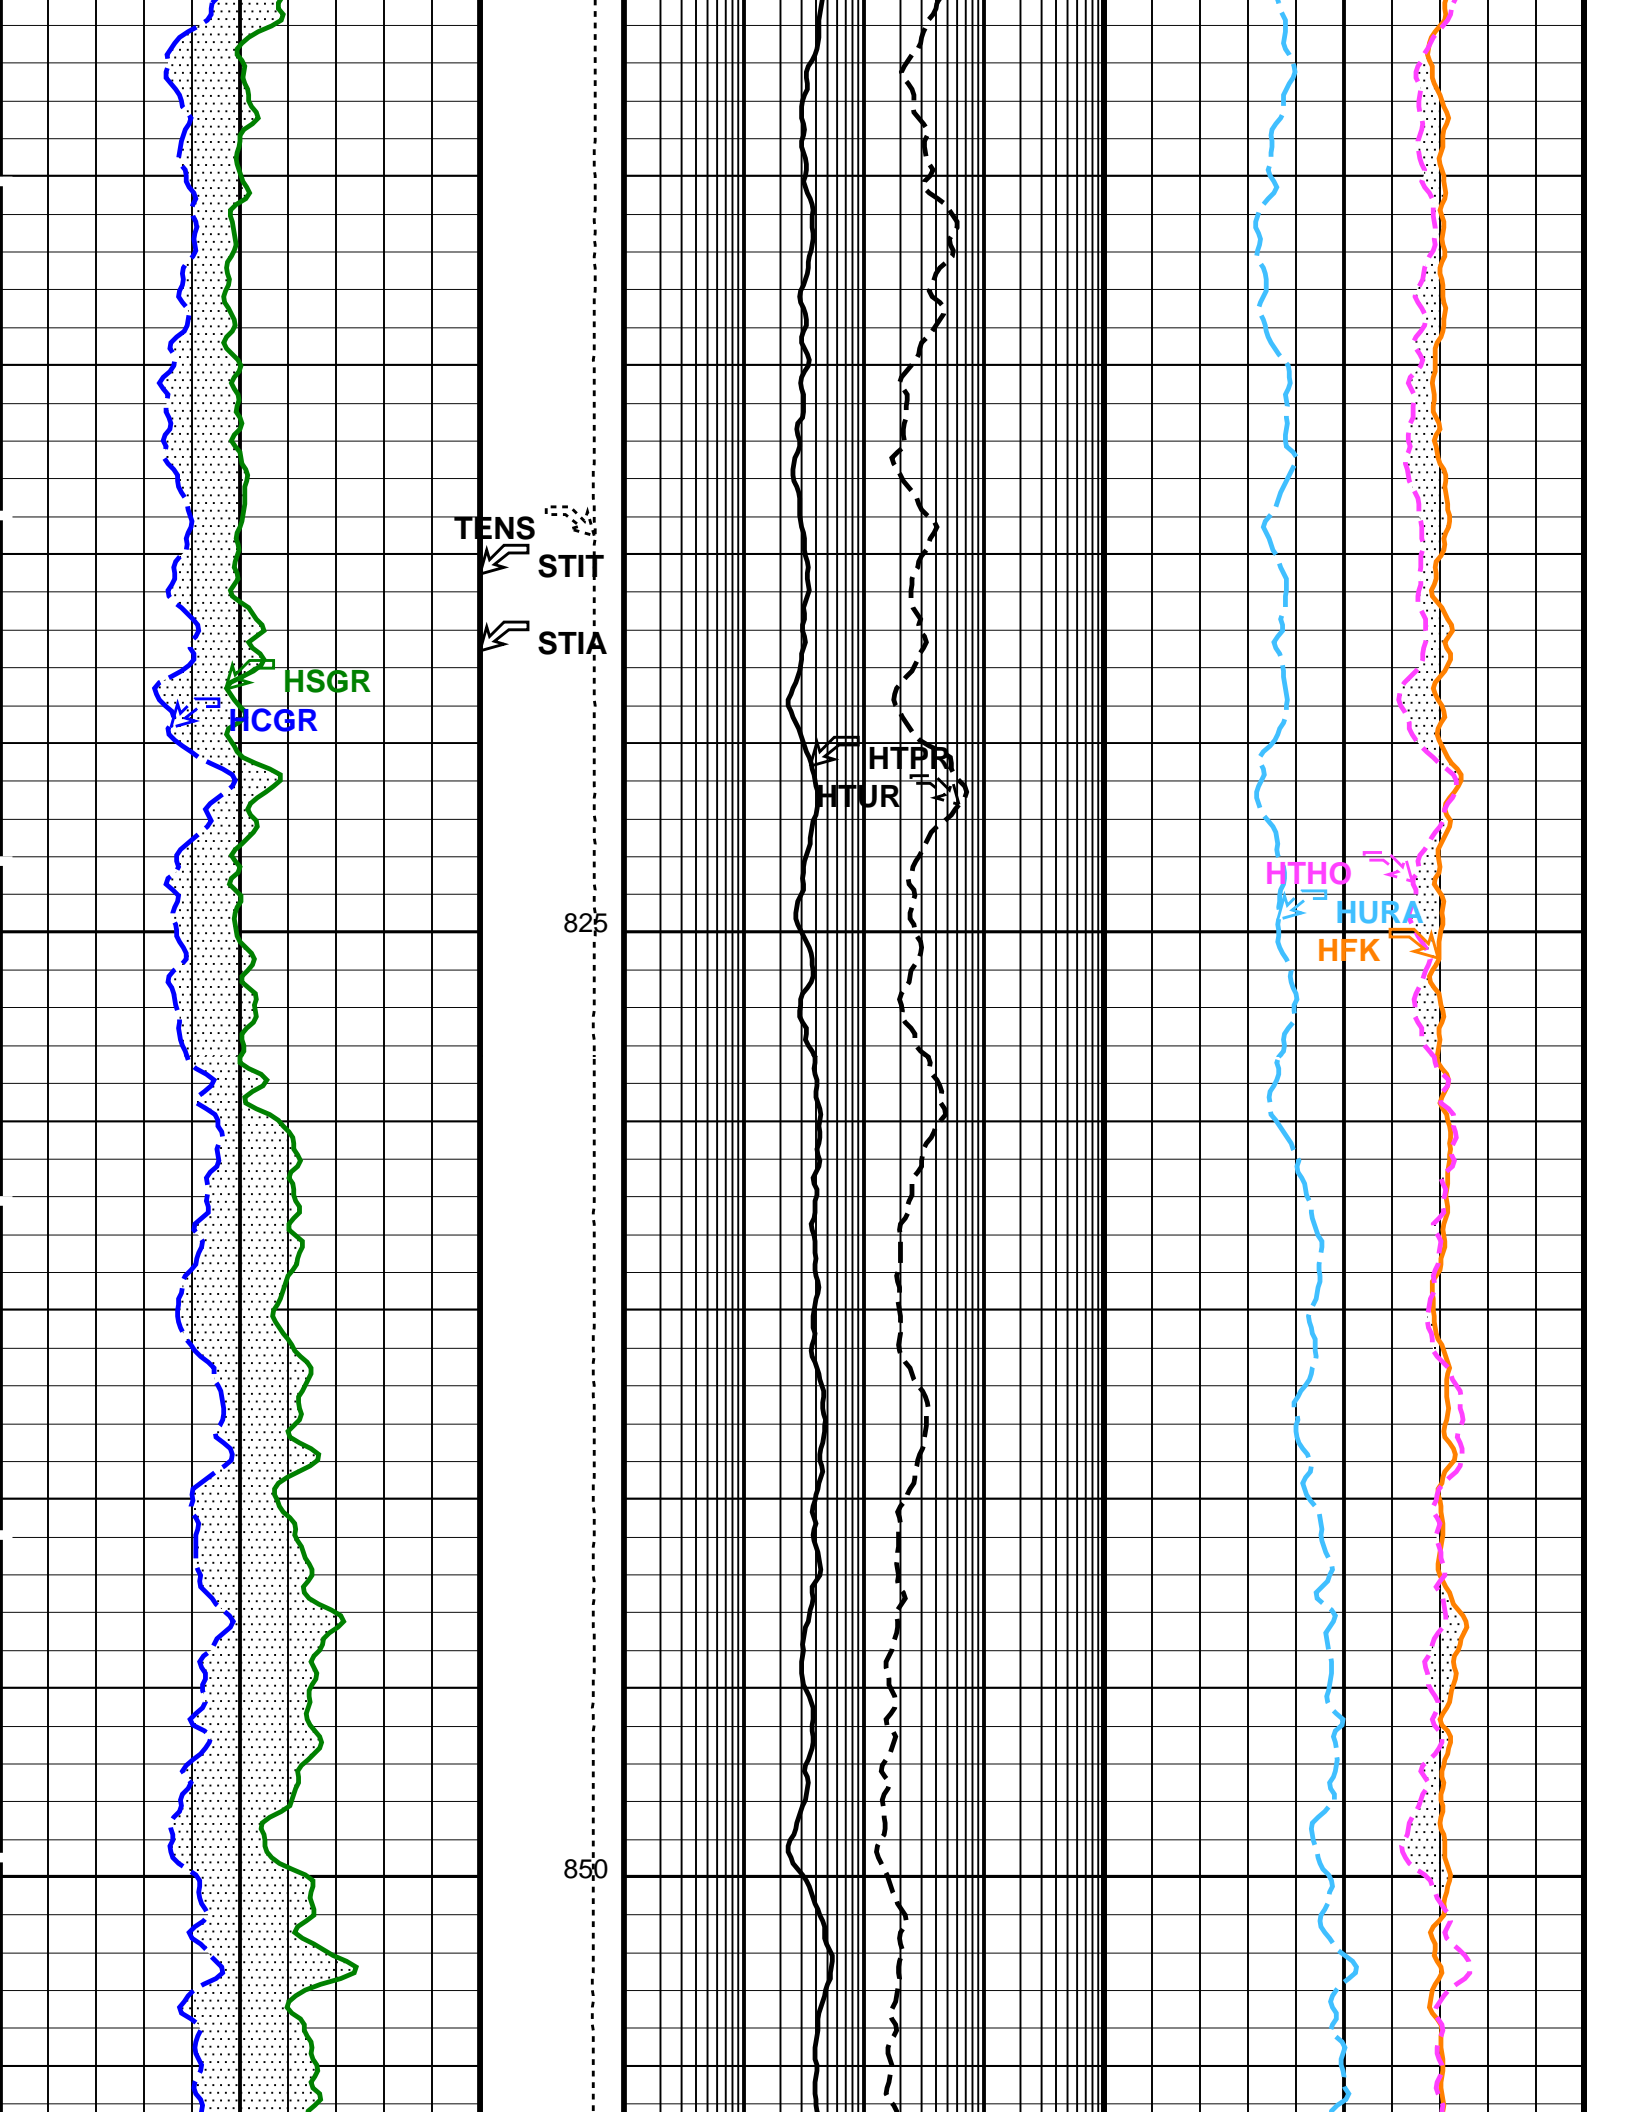 TENS
STIT
STIA
HSGR
HCGR
HTPR
HTUR
HTHO
HURA
825
HFK
850